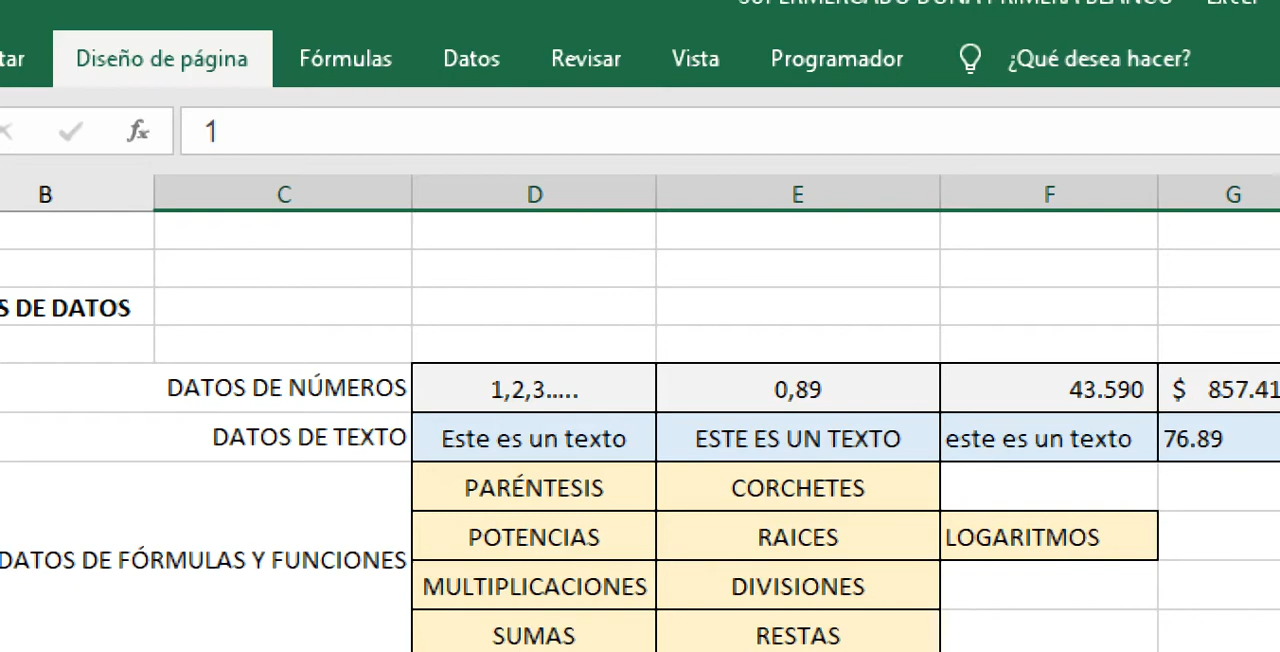 SUPERMERCADO DOÑA PRIMERA BLANCO - Excel
tar Diseño de página Fórmulas Datos Revisar Vista Programador ¿Qué desea hacer?
fx 1
B C D E F G
S DE DATOS
DATOS DE NÚMEROS 1,2,3..... 0,89 43.590 $ 857.41
DATOS DE TEXTO Este es un texto ESTE ES UN TEXTO este es un texto 76.89
PARÉNTESIS CORCHETES
POTENCIAS RAICES LOGARITMOS
DATOS DE FÓRMULAS Y FUNCIONES
MULTIPLICACIONES DIVISIONES
SUMAS RESTAS